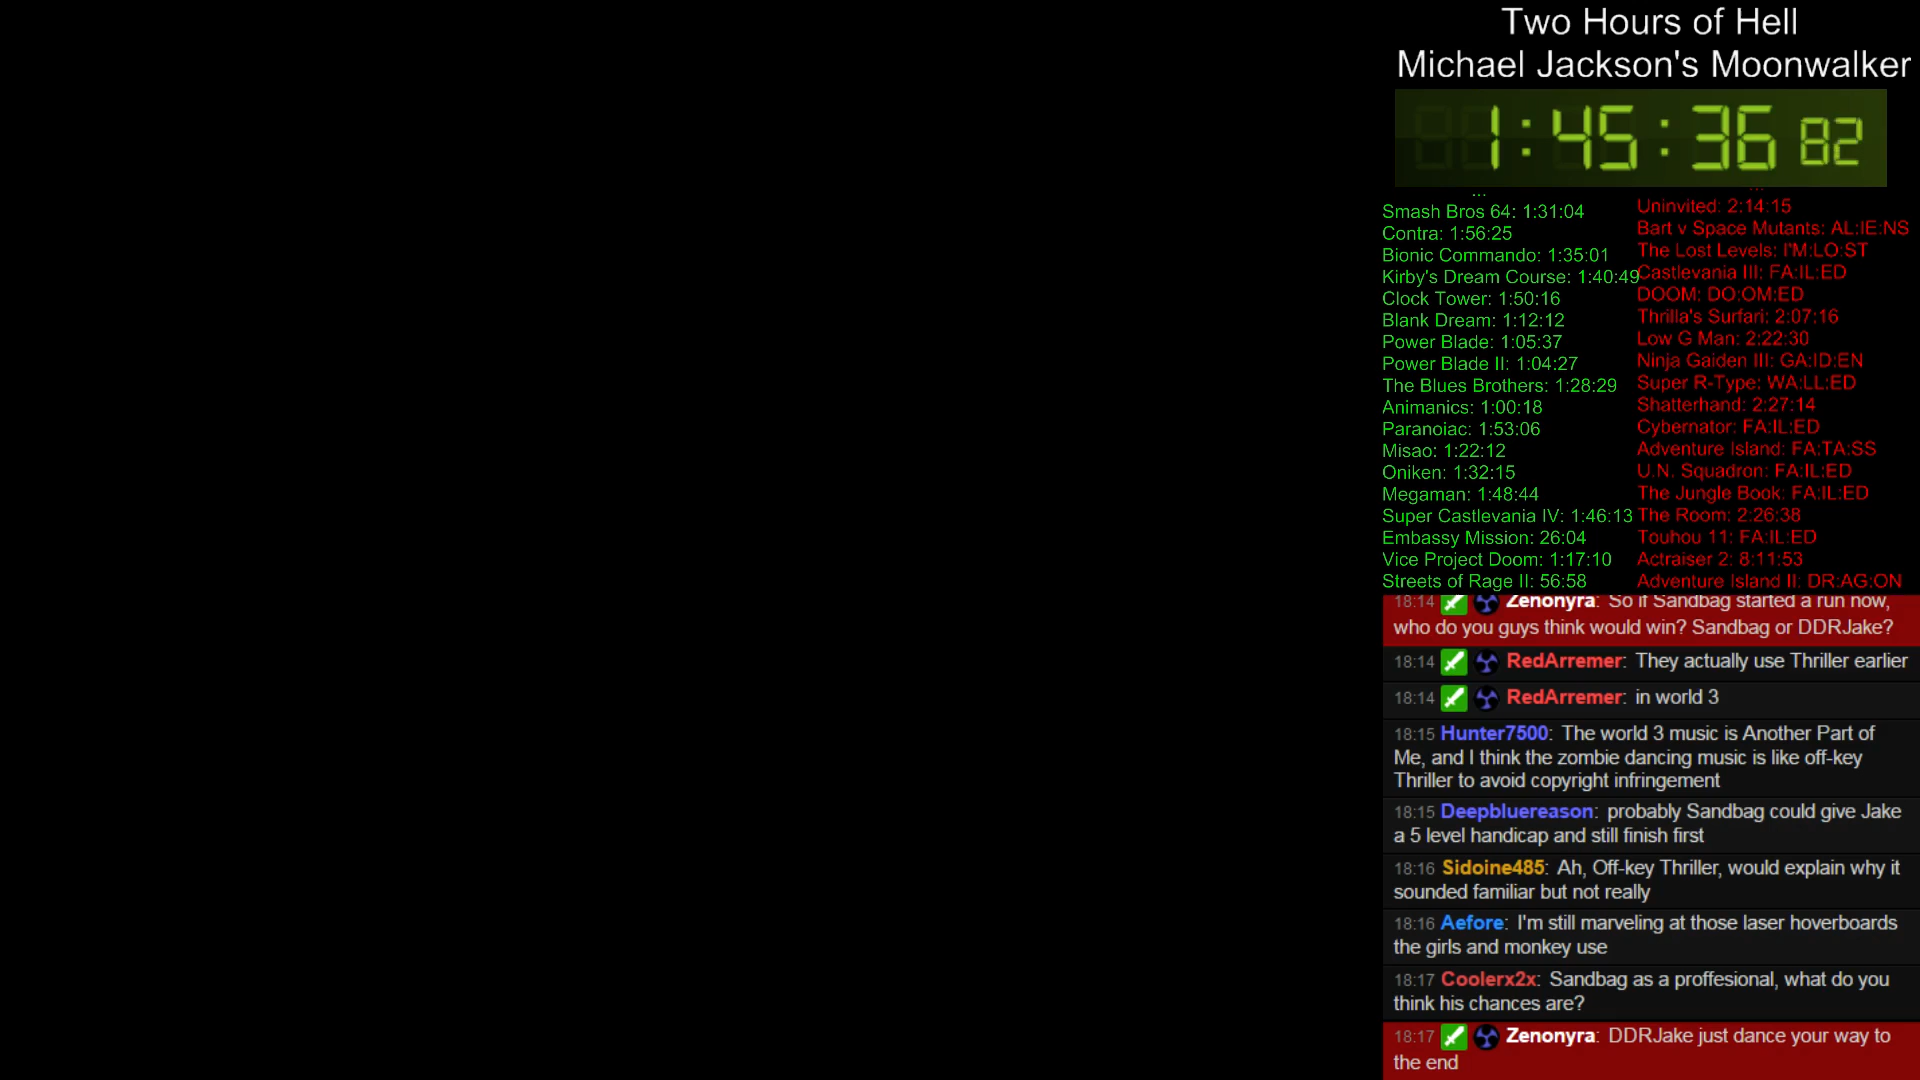 Two Hours of Hell
Michael Jackson's Moonwalker
1:45:36 82
...
Smash Bros 64: 1:31:04
Contra: 1:56:25
Bionic Commando: 1:35:01
Kirby's Dream Course: 1:40:49
Clock Tower: 1:50:16
Blank Dream: 1:12:12
Power Blade: 1:05:37
Power Blade II: 1:04:27
The Blues Brothers: 1:28:29
Animanics: 1:00:18
Paranoiac: 1:53:06
Misao: 1:22:12
Oniken: 1:32:15
Megaman: 1:48:44
Super Castlevania IV: 1:46:13
Embassy Mission: 26:04
Vice Project Doom: 1:17:10
Streets of Rage II: 56:58
...
Uninvited: 2:14:15
Bart v Space Mutants: AL:IE:NS
The Lost Levels: I'M:LO:ST
Castlevania III: FA:IL:ED
DOOM: DO:OM:ED
Thrilla's Surfari: 2:07:16
Low G Man: 2:22:30
Ninja Gaiden III: GA:ID:EN
Super R-Type: WA:LL:ED
Shatterhand: 2:27:14
Cybernator: FA:IL:ED
Adventure Island: FA:TA:SS
U.N. Squadron: FA:IL:ED
The Jungle Book: FA:IL:ED
The Room: 2:26:38
Touhou 11: FA:IL:ED
Actraiser 2: 8:11:53
Adventure Island II: DR:AG:ON
18:14 Zenonyra: So if Sandbag started a run now,
who do you guys think would win? Sandbag or DDRJake?
18:14 RedArremer: They actually use Thriller earlier
18:14 RedArremer: in world 3
18:15 Hunter7500: The world 3 music is Another Part of
Me, and I think the zombie dancing music is like off-key
Thriller to avoid copyright infringement
18:15 Deepbluereason: probably Sandbag could give Jake
a 5 level handicap and still finish first
18:16 Sidoine485: Ah, Off-key Thriller, would explain why it
sounded familiar but not really
18:16 Aefore: I'm still marveling at those laser hoverboards
the girls and monkey use
18:17 Coolerx2x: Sandbag as a proffesional, what do you
think his chances are?
18:17 Zenonyra: DDRJake just dance your way to
the end